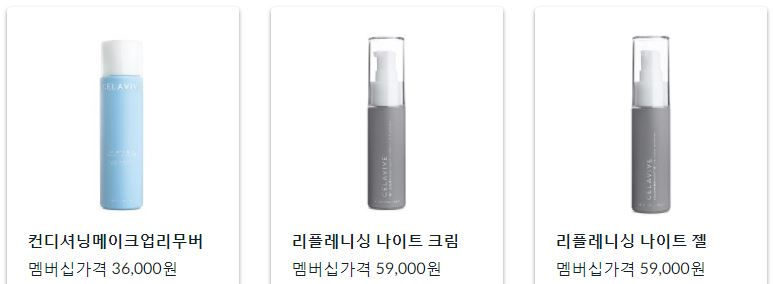 CELAVIVE
CELAVIVE
CELAVIVE
컨디셔닝메이크업리무버
멤버십가격 36,000원
리플레니싱 나이트 크림
멤버십가격 59,000원
리플레니싱 나이트 젤
멤버십가격 59,000원